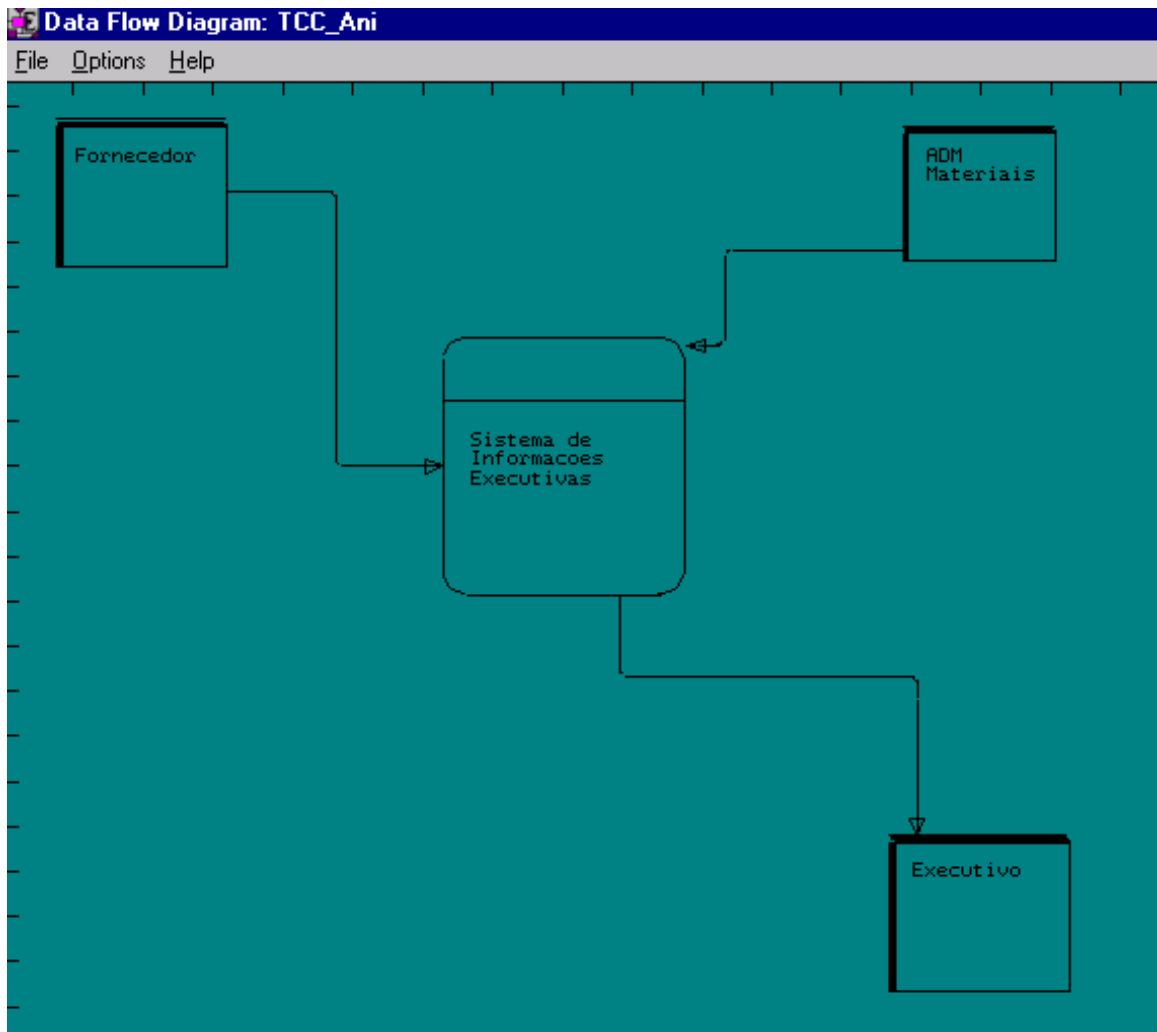 Data Flow Diagram: TCC_Ani
File Options Help
Fornecedor
ADM
Materiais
Sistema de
Informacoes
Executivas
Executivo